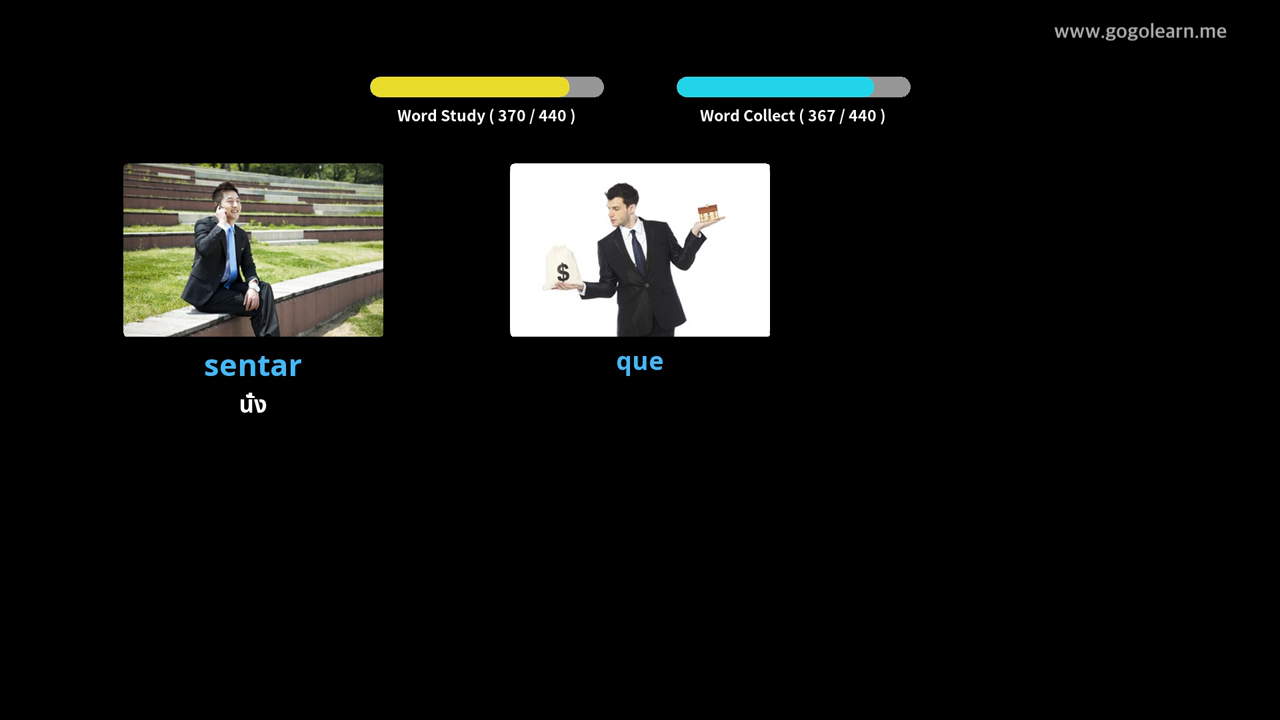 www.gogolearn.me
Word Study ( 370 / 440 )
Word Collect ( 367 / 440 )
$
sentar
que
นั่ง